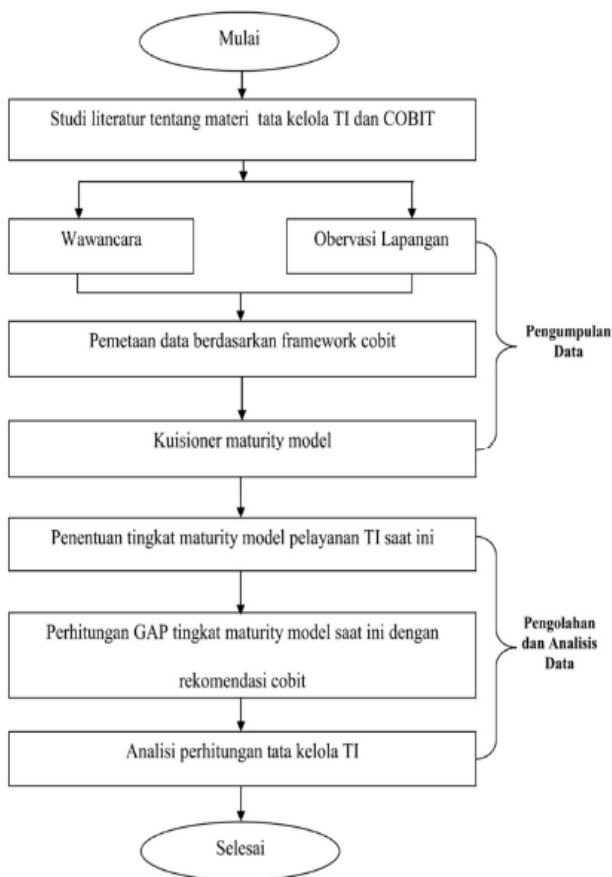 Mulai
Studi literatur tentang materi tata kelola TI dan COBIT
Wawancara
Obervasi Lapangan
Pemetaan data berdasarkan framework cobit
Pengumpulan
Data
Kuisioner maturity model
Penentuan tingkat maturity model pelayanan TI saat ini
Perhitungan GAP tingkat maturity model saat ini dengan
rekomendasi cobit
Pengolahan
dan Analisis
Data
Analisi perhitungan tata kelola TI
Selesai